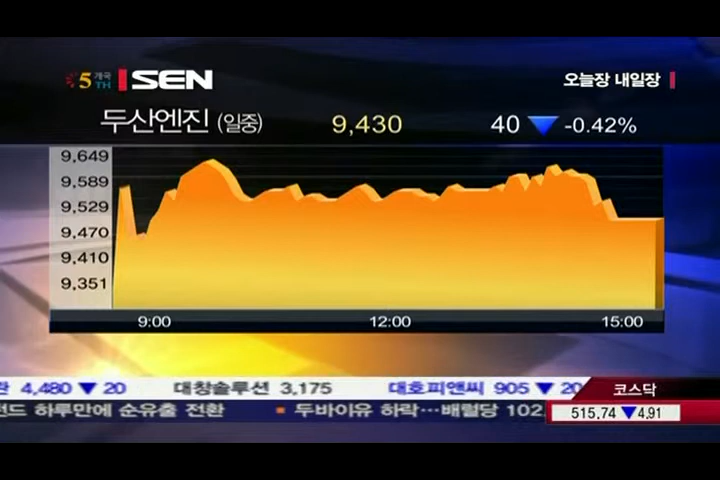 5 개국 TH SEN
오늘장 내일장
두산엔진 (일중) 9,430 40 ▼ -0.42%
9,649
9,589
9,529
9,470
9,410
9,351
9:00 12:00 15:00
4,480 ▼ 20 대창솔루션 3,175 대호피앤씨 905 ▼ 20
코스닥
하루만에 순유출 전환 두바이유 하락…배럴당 102
515.74 ▼4.91